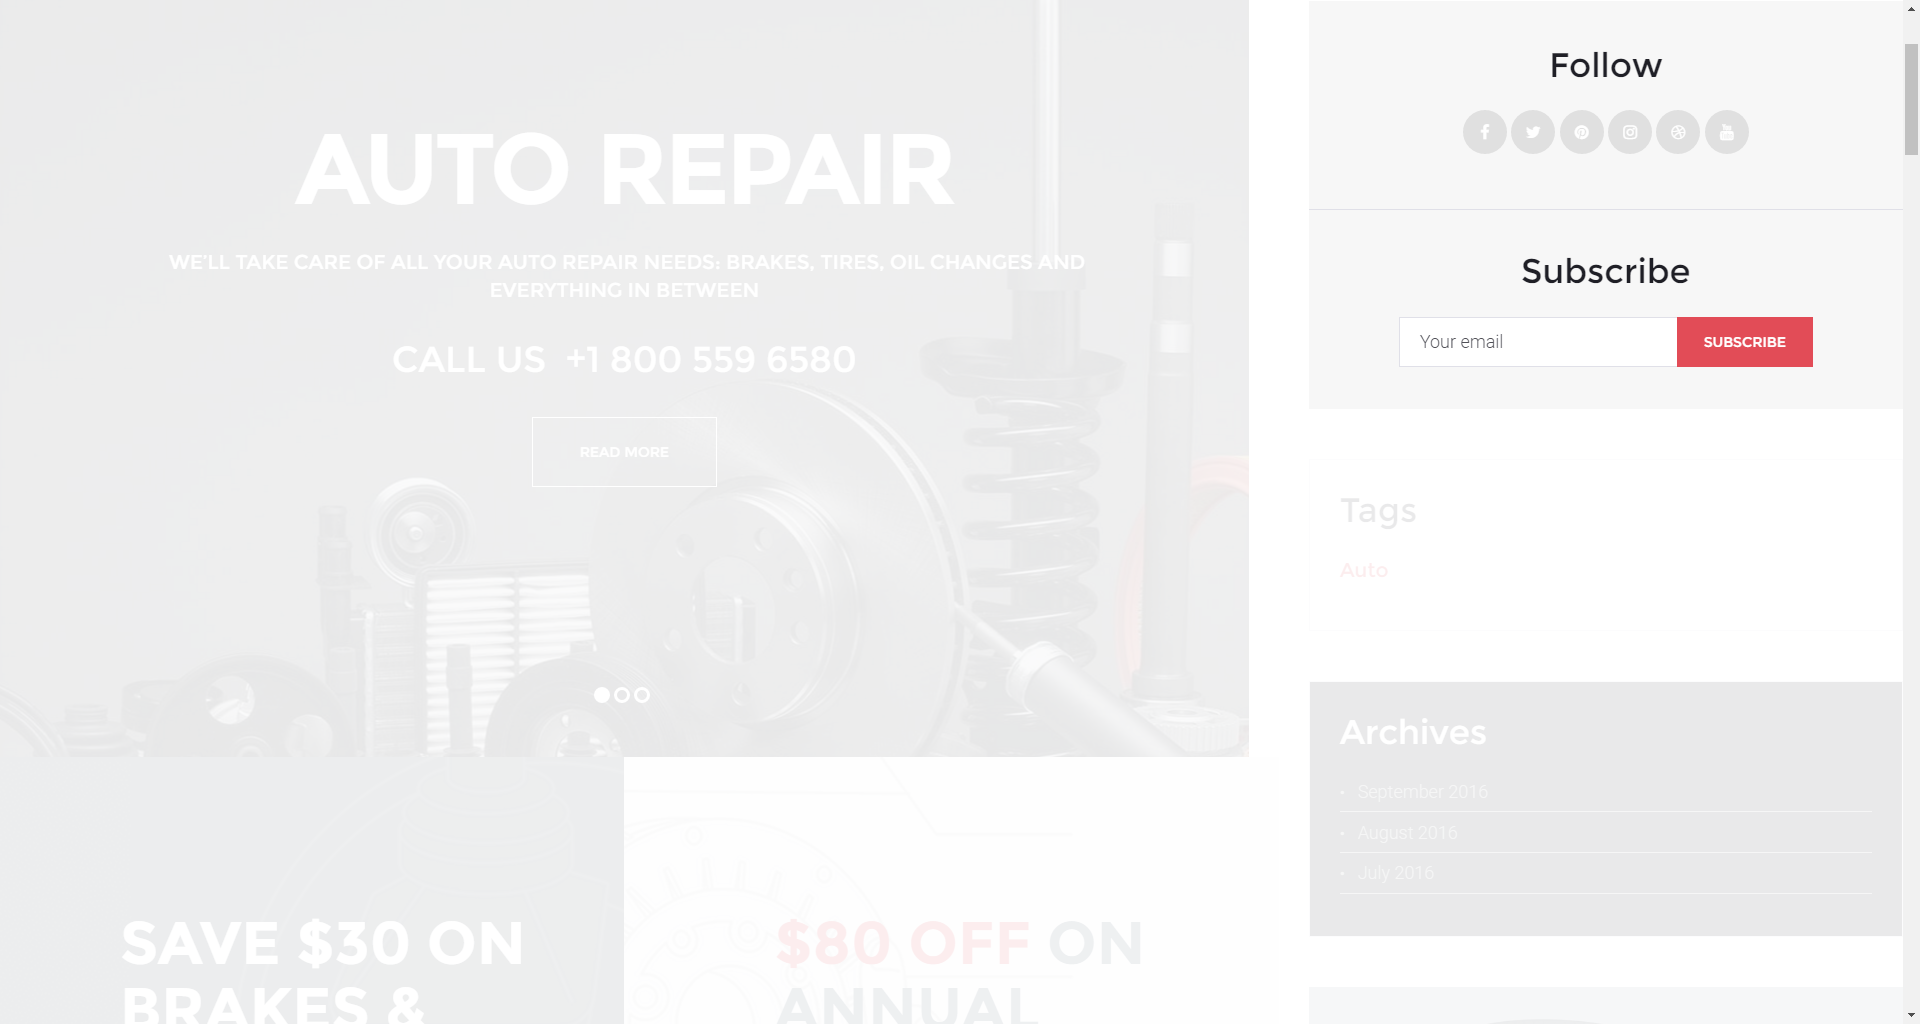 AUTO REPAIR
WE'LL TAKE CARE OF ALL YOUR AUTO REPAIR NEEDS: BRAKES, TIRES, OIL CHANGES AND
EVERYTHING IN BETWEEN
CALL US +1 800 559 6580
READ MORE
SAVE $30 ON
BRAKES &
$80 OFF ON
ANNUAL
Follow
Subscribe
Your email
SUBSCRIBE
Tags
Auto
Archives
September 2016
August 2016
July 2016